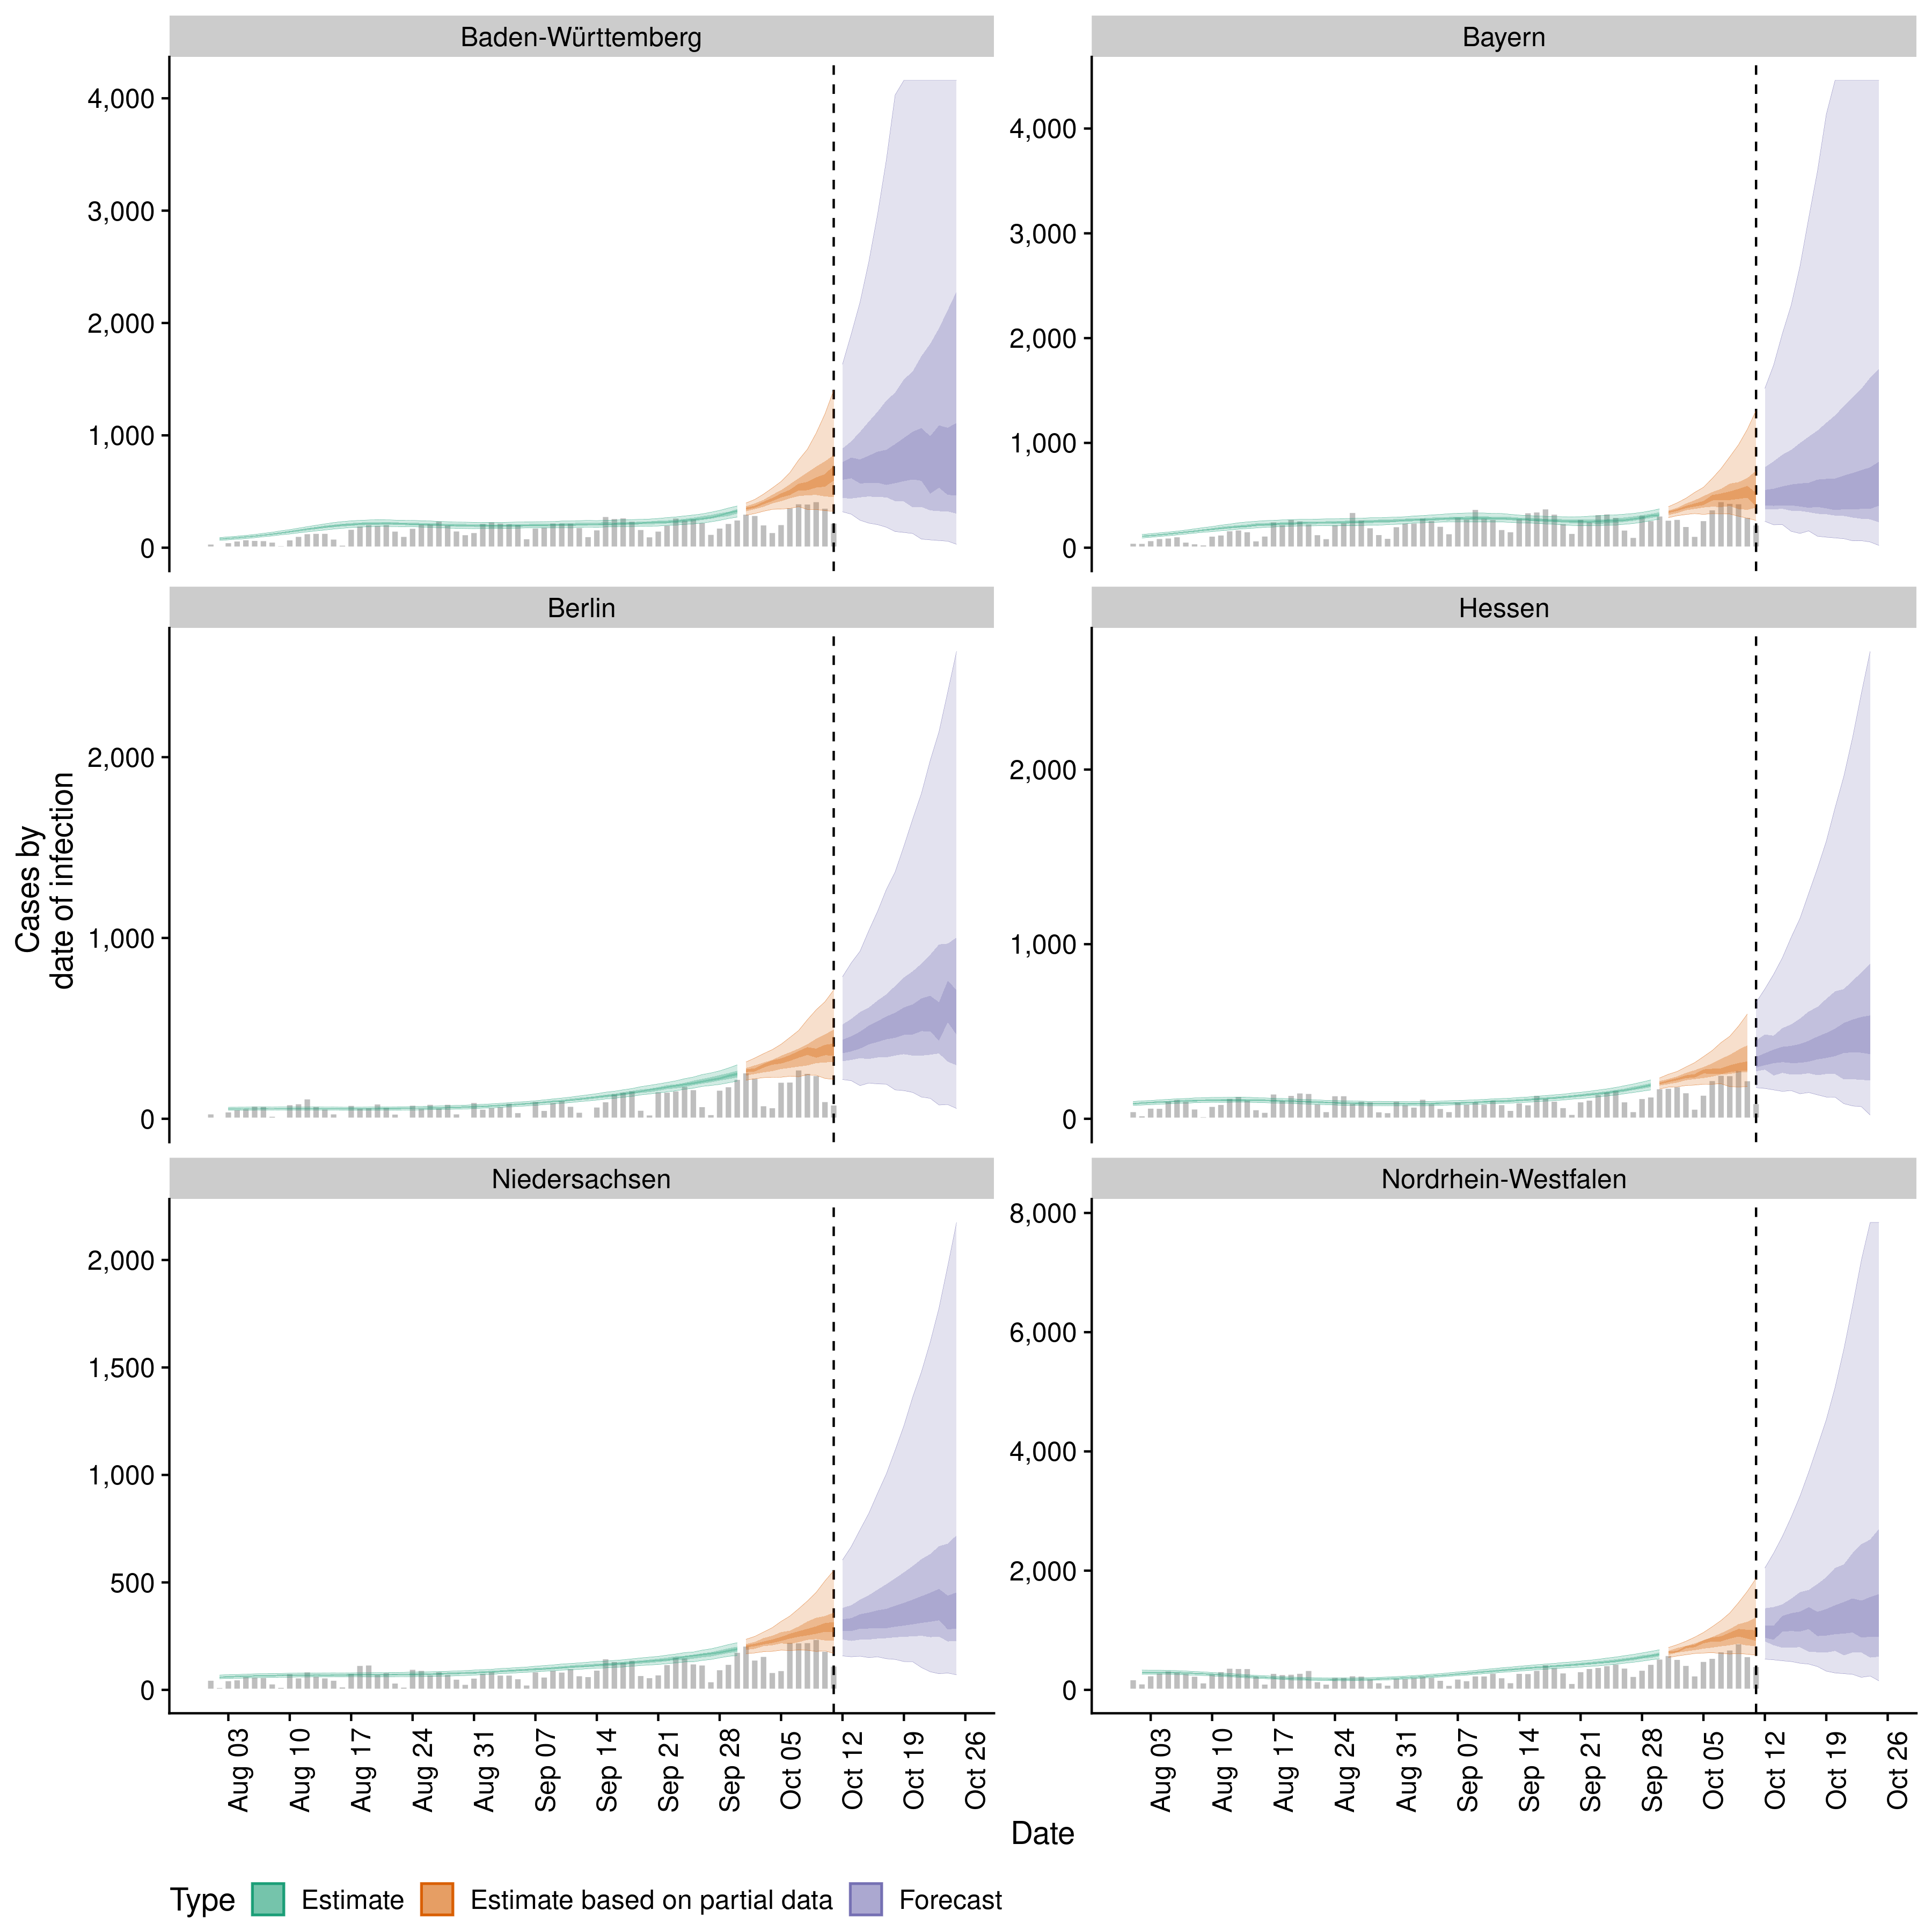 Baden-Württemberg
Bayern
4,000
3,000
2,000
1,000
0
4,000
3,000
2,000
1,000
0
Berlin
Hessen
2,000
1,000
0
2,000
1,000
0
Cases by
date of infection
Niedersachsen
Nordrhein-Westfalen
2,000
1,500
1,000
500
0
8,000
6,000
4,000
2,000
0
Aug 03
Aug 10
Aug 17
Aug 24
Aug 31
Sep 07
Sep 14
Sep 21
Sep 28
Oct 05
Oct 12
Oct 19
Oct 26
Aug 03
Aug 10
Aug 17
Aug 24
Aug 31
Sep 07
Sep 14
Sep 21
Sep 28
Oct 05
Oct 12
Oct 19
Oct 26
Date
Type Estimate Estimate based on partial data Forecast